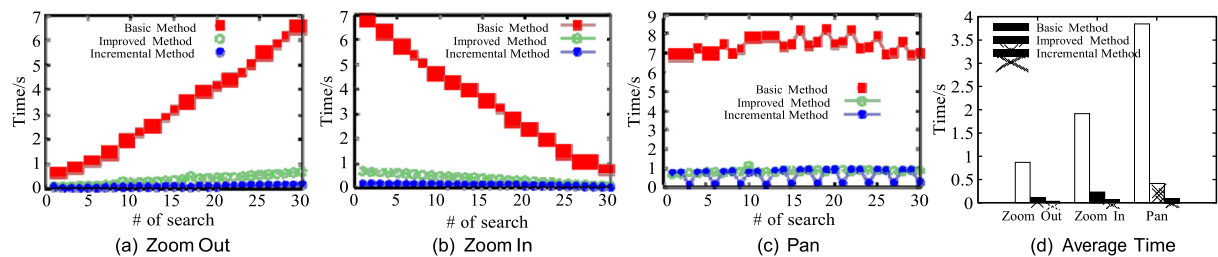 7
6
5
4
3
2
1
0
Time/s
Basic Method
Improved Method
Incremental Method
0 5 10 15 20 25 30
# of search
(a) Zoom Out
7
6
5
4
3
2
1
0
Time/s
Basic Method
Improved Method
Incremental Method
0 5 10 15 20 25 30
# of search
(b) Zoom In
9
8
7
6
5
4
3
2
1
0
Time/s
Basic Method
Improved Method
Incremental Method
0 5 10 15 20 25 30
# of search
(c) Pan
4
3.5
3
2.5
2
1.5
1
0.5
0
Time/s
Basic Method
Improved Method
Incremental Method
Zoom Out Zoom In Pan
(d) Average Time